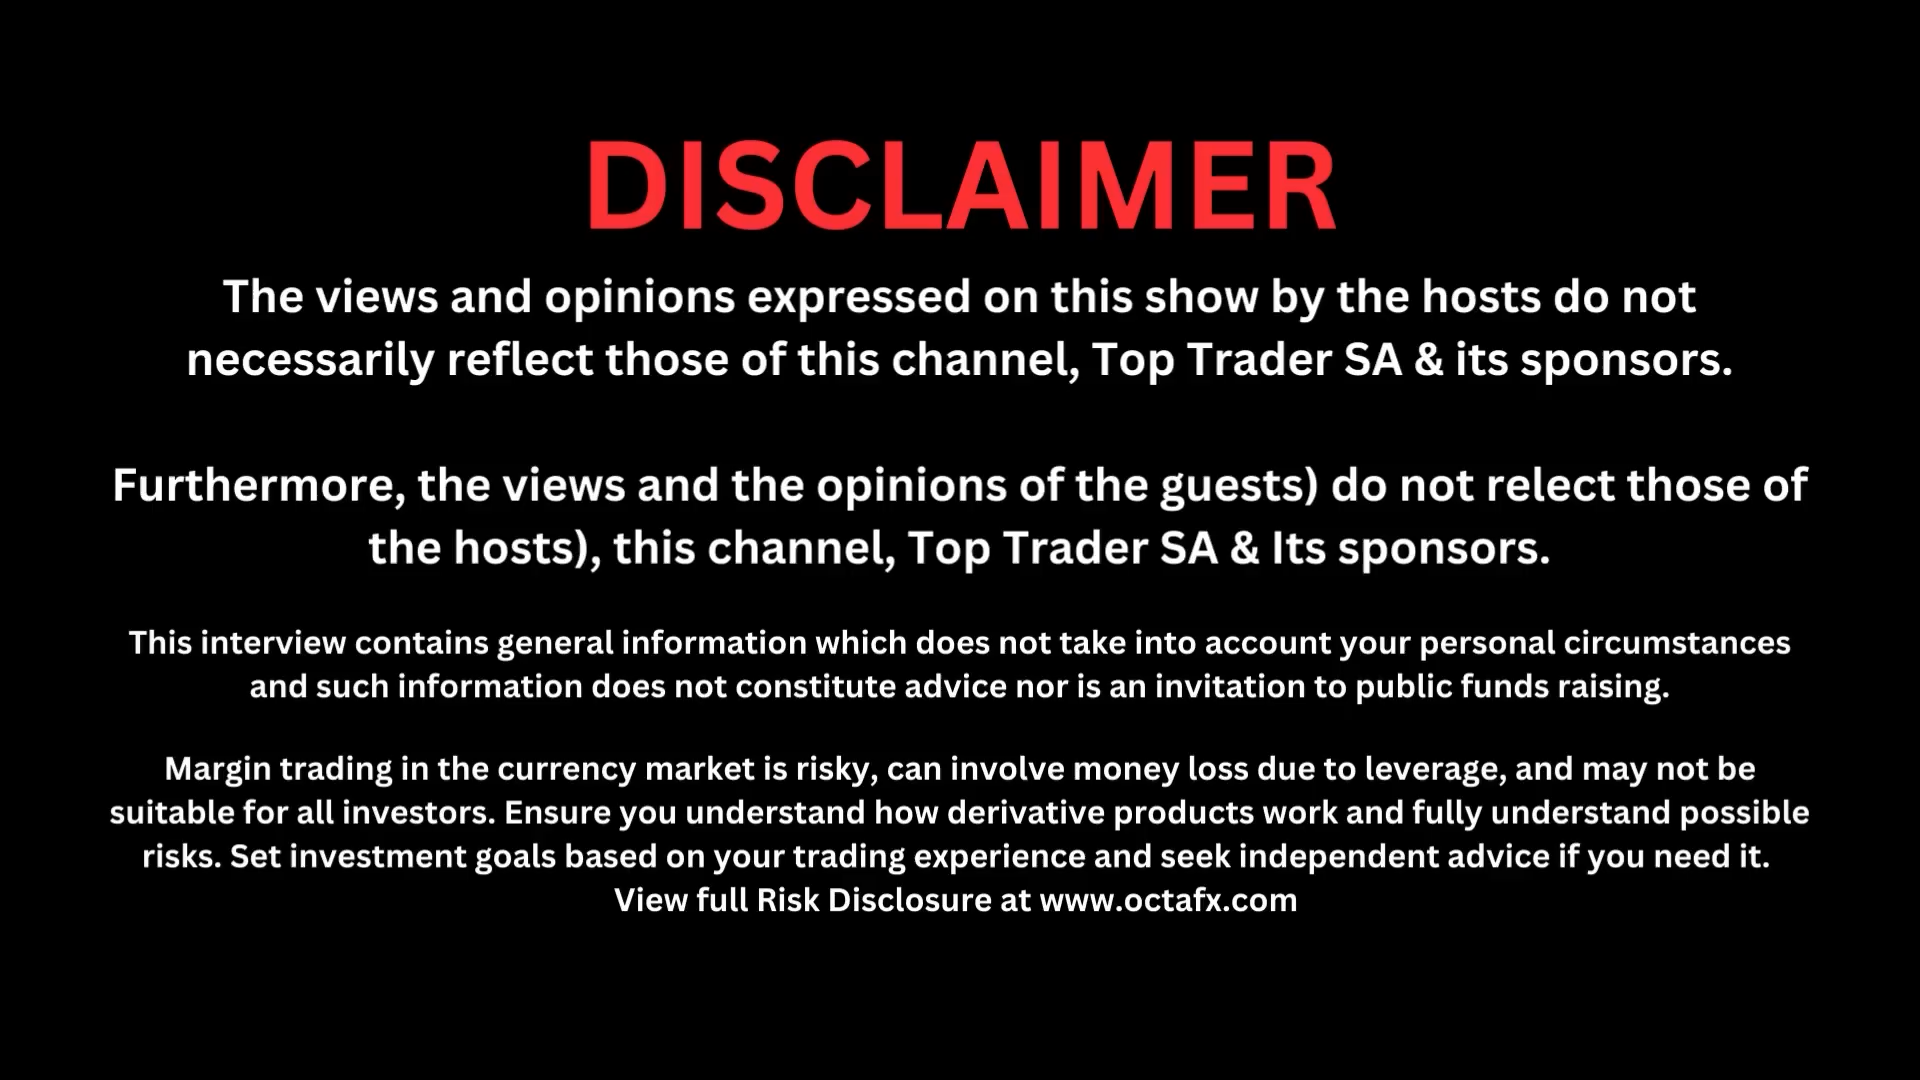 DISCLAIMER
The views and opinions expressed on this show by the hosts do not
necessarily reflect those of this channel, Top Trader SA & its sponsors.
Furthermore, the views and the opinions of the guests) do not relect those of
the hosts), this channel, Top Trader SA & Its sponsors.
This interview contains general information which does not take into account your personal circumstances
and such information does not constitute advice nor is an invitation to public funds raising.
Margin trading in the currency market is risky, can involve money loss due to leverage, and may not be
suitable for all investors. Ensure you understand how derivative products work and fully understand possible
risks. Set investment goals based on your trading experience and seek independent advice if you need it.
View full Risk Disclosure at www.octafx.com